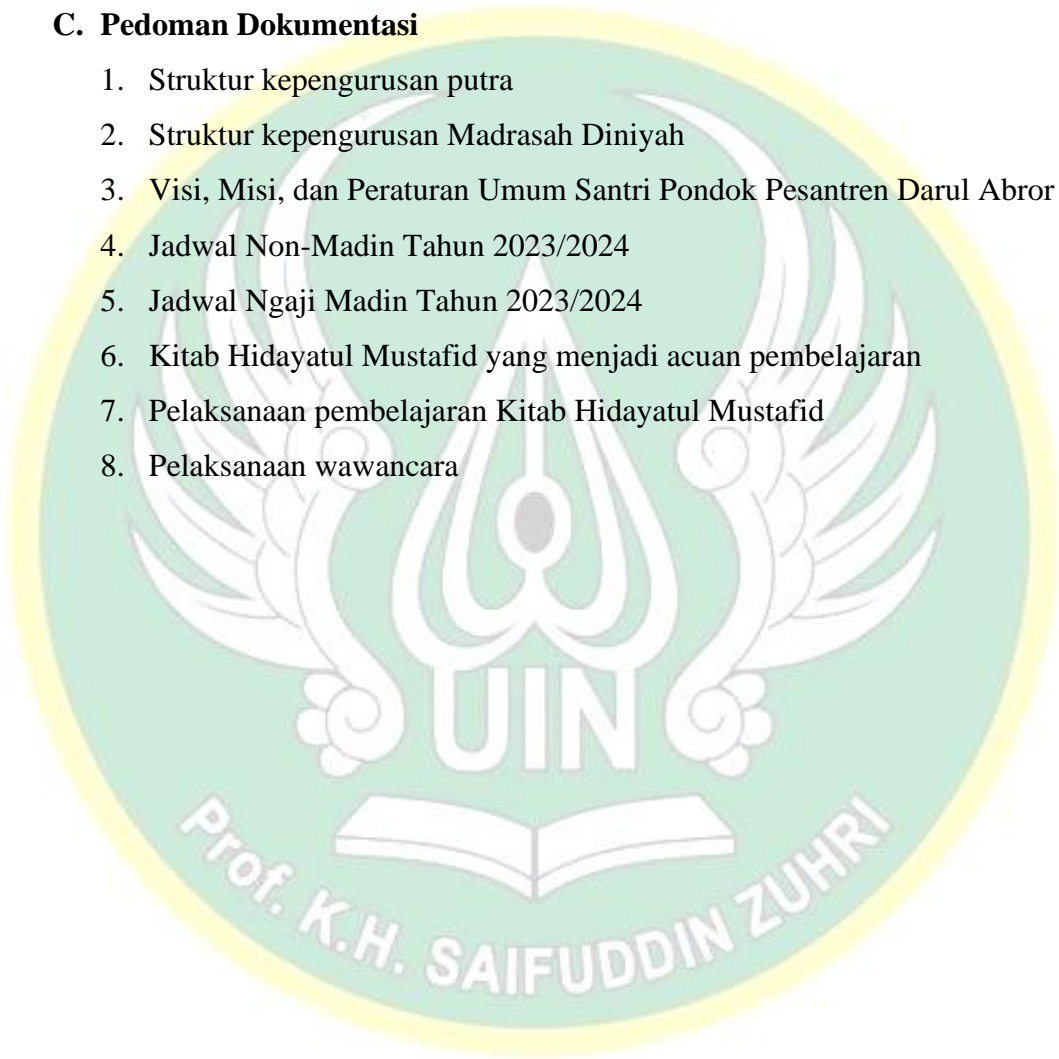 C. Pedoman Dokumentasi
1. Struktur kepengurusan putra
2. Struktur kepengurusan Madrasah Diniyah
3. Visi, Misi, dan Peraturan Umum Santri Pondok Pesantren Darul Abror
4. Jadwal Non-Madin Tahun 2023/2024
5. Jadwal Ngaji Madin Tahun 2023/2024
6. Kitab Hidayatul Mustafid yang menjadi acuan pembelajaran
7. Pelaksanaan pembelajaran Kitab Hidayatul Mustafid
8. Pelaksanaan wawancara
UIN
Prof. K.H. SAIFUDDIN ZUHRI